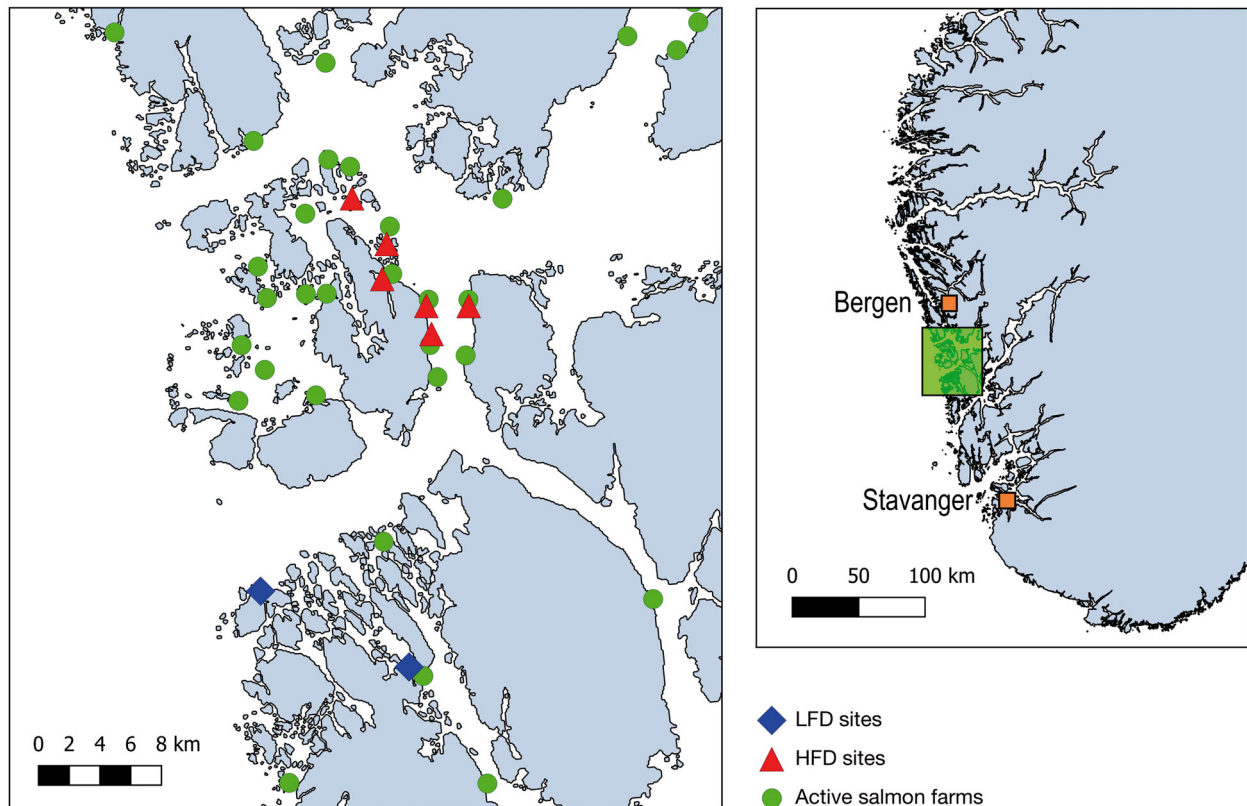 Bergen
Stavanger
0 50 100 km
0 2 4 6 8 km
LFD sites
HFD sites
Active salmon farms